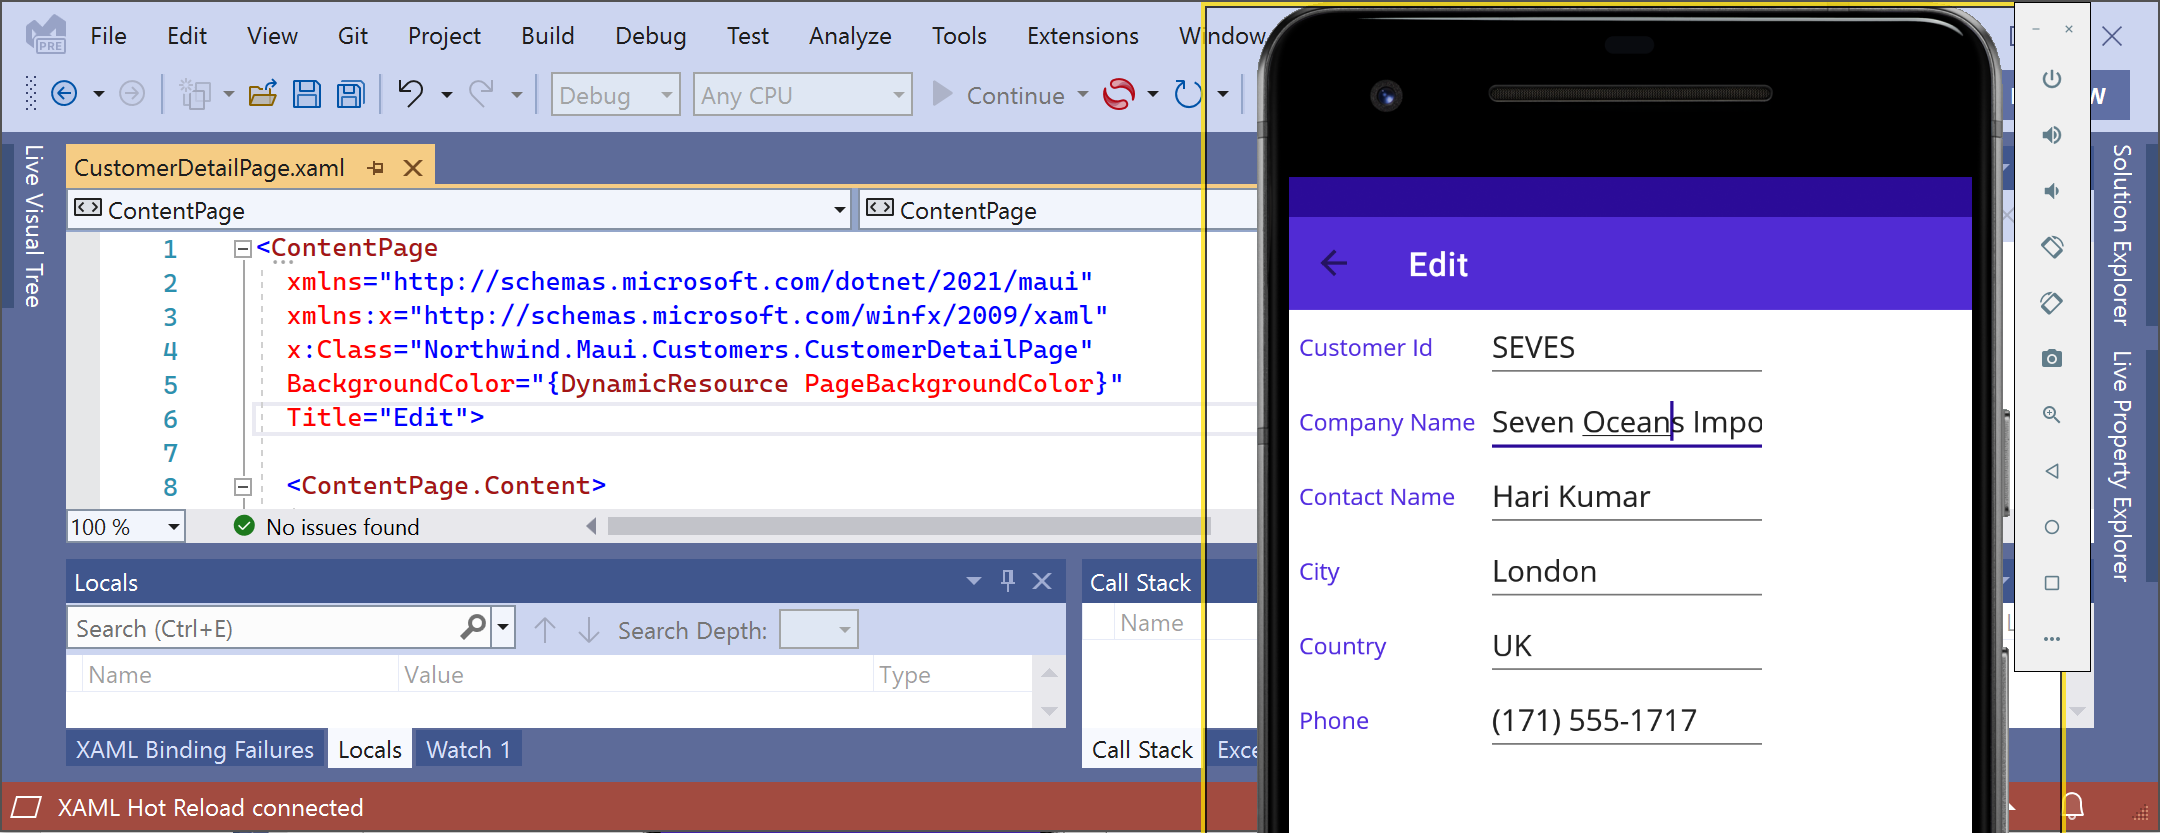 PRE
File Edit View Git Project Build Debug Test Analyze Tools Extensions Window
Debug Any CPU Continue
W
Live Visual Tree
CustomerDetailPage.xaml
ContentPage ContentPage
1 <ContentPage
2 xmlns="http://schemas.microsoft.com/dotnet/2021/maui"
3 xmlns:x="http://schemas.microsoft.com/winfx/2009/xaml"
4 x:Class="Northwind.Maui.Customers.CustomerDetailPage"
5 BackgroundColor="{DynamicResource PageBackgroundColor}"
6 Title="Edit">
7
8 <ContentPage.Content>
100 % No issues found
Locals
Search (Ctrl+E) Search Depth:
Name Value Type
XAML Binding Failures Locals Watch 1
Call Stack
Name
Call Stack Exce
XAML Hot Reload connected
Edit
Customer Id SEVES
Company Name Seven Oceans Impo
Contact Name Hari Kumar
City London
Country UK
Phone (171) 555-1717
Solution Explorer
Live Property Explorer